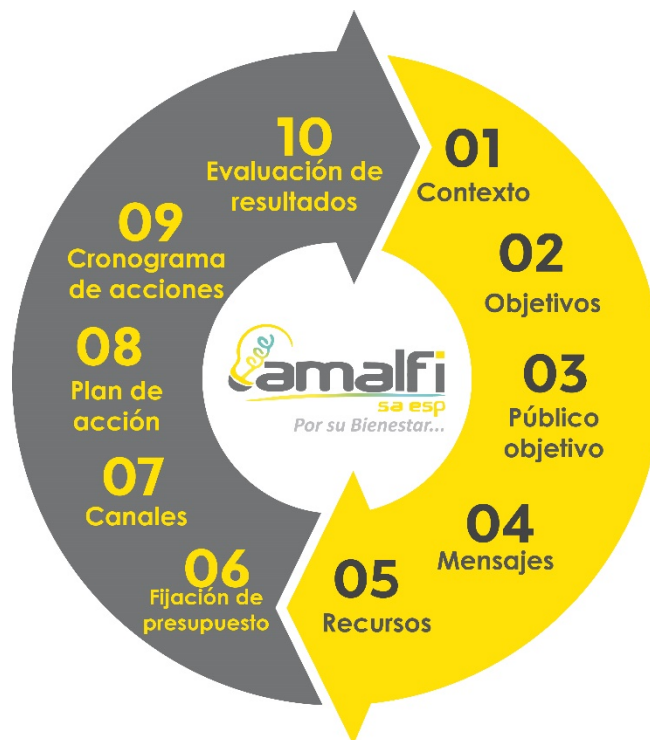 01
Contexto
02
Objetivos
03
Público
objetivo
04
Mensajes
05
Recursos
06
Fijación de
presupuesto
07
Canales
08
Plan de
acción
09
Cronograma
de acciones
10
Evaluación de
resultados
amalfi
sa esp
Por su Bienestar...